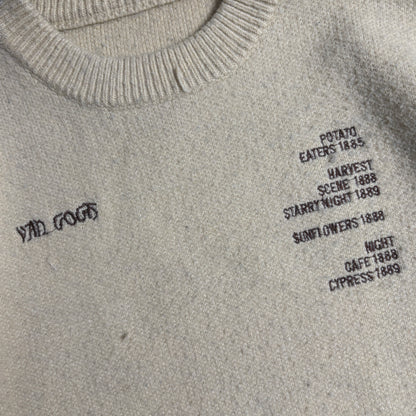 VAN GOGH
POTATO
EATERS 1885
HARVEST
SCENE 1888
STARRY NIGHT 1889
SUNFLOWERS 1888
NIGHT
CAFE 1888
CYPRESS 1889